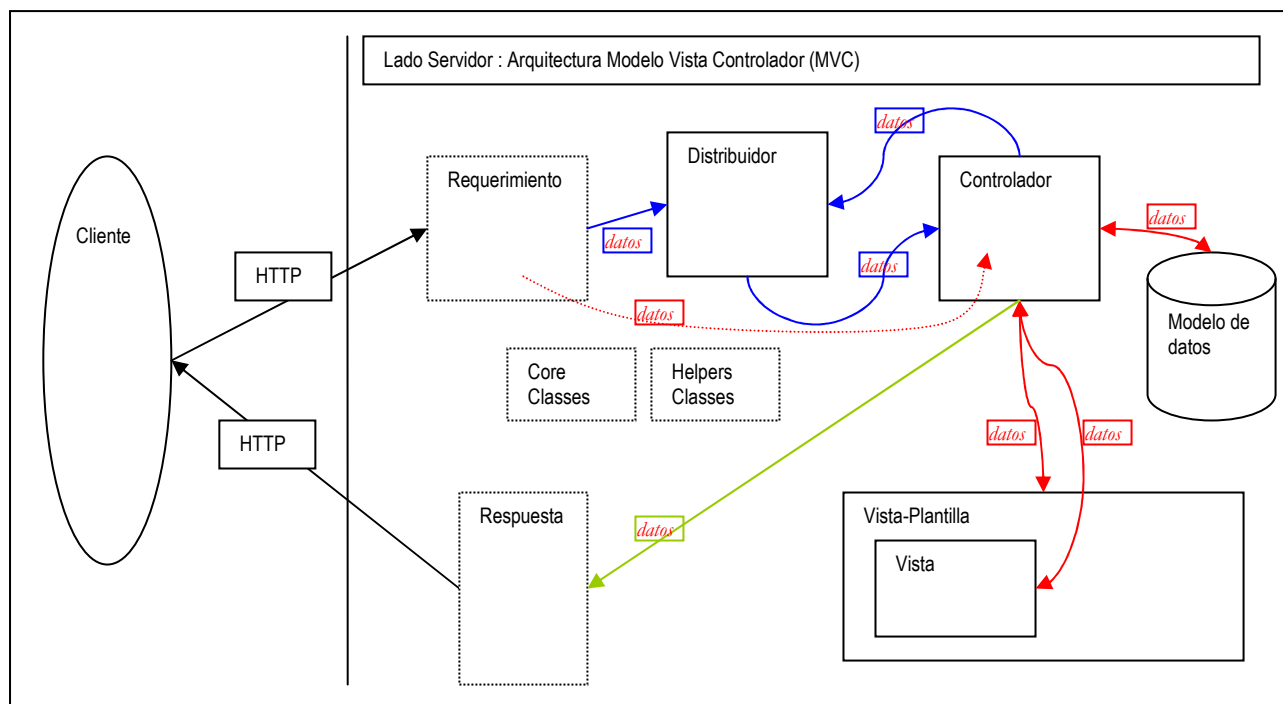 Lado Servidor : Arquitectura Modelo Vista Controlador (MVC)
datos
Distribuidor
Requerimiento
Controlador
Cliente
datos
datos
datos
HTTP
datos
Modelo de
datos
Core
Classes
Helpers
Classes
HTTP
datos
datos
Respuesta
datos
Vista-Plantilla
Vista